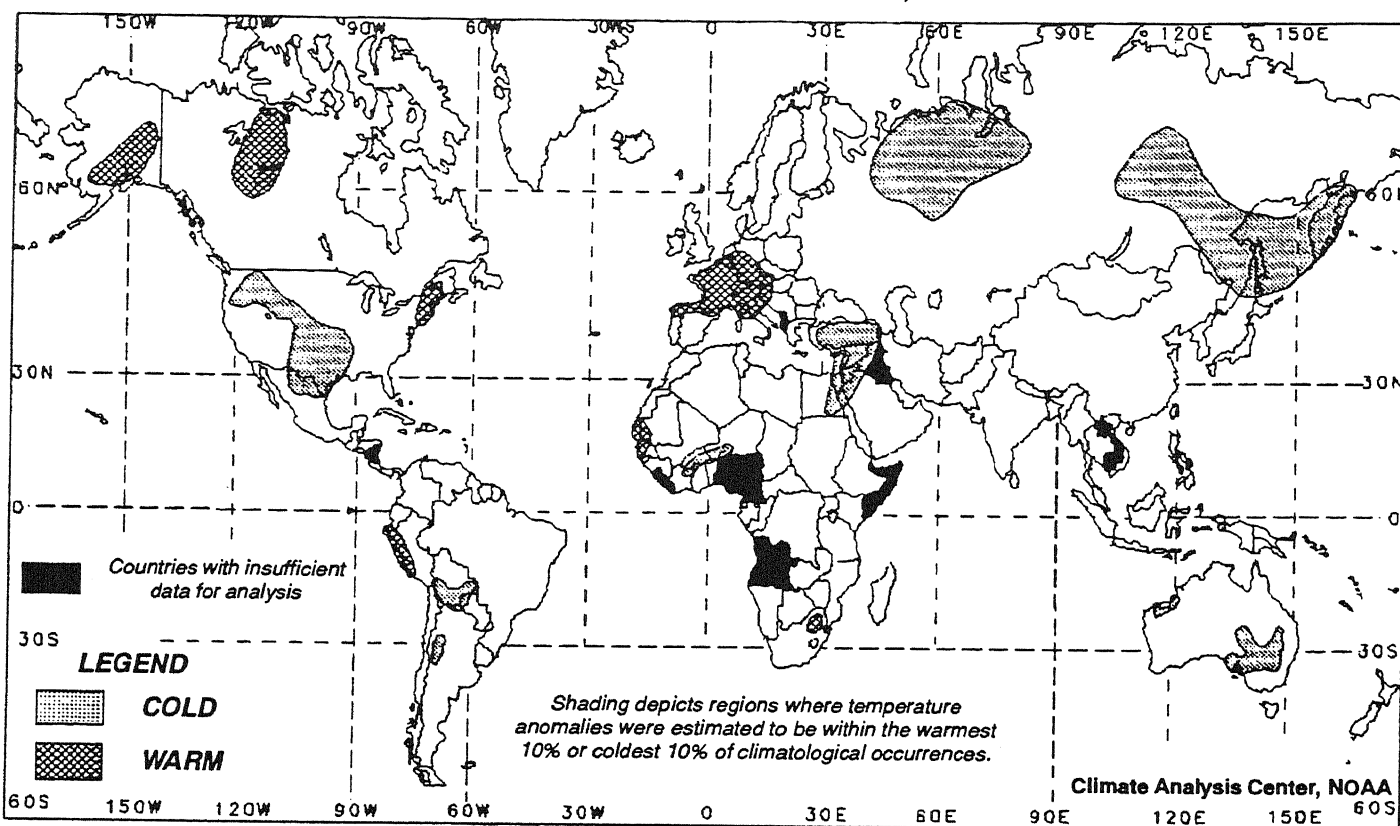 150W 120W 90W 60W 30W 0 30E 60E 90E 120E 150E
60N 60N
30N 30N
0 0
Countries with insufficient
data for analysis
30S 30S
LEGEND
COLD
WARM
Shading depicts regions where temperature
anomalies were estimated to be within the warmest
10% or coldest 10% of climatological occurrences.
Climate Analysis Center, NOAA
60S 150W 120W 90W 60W 30W 0 30E 60E 90E 120E 150E 60S